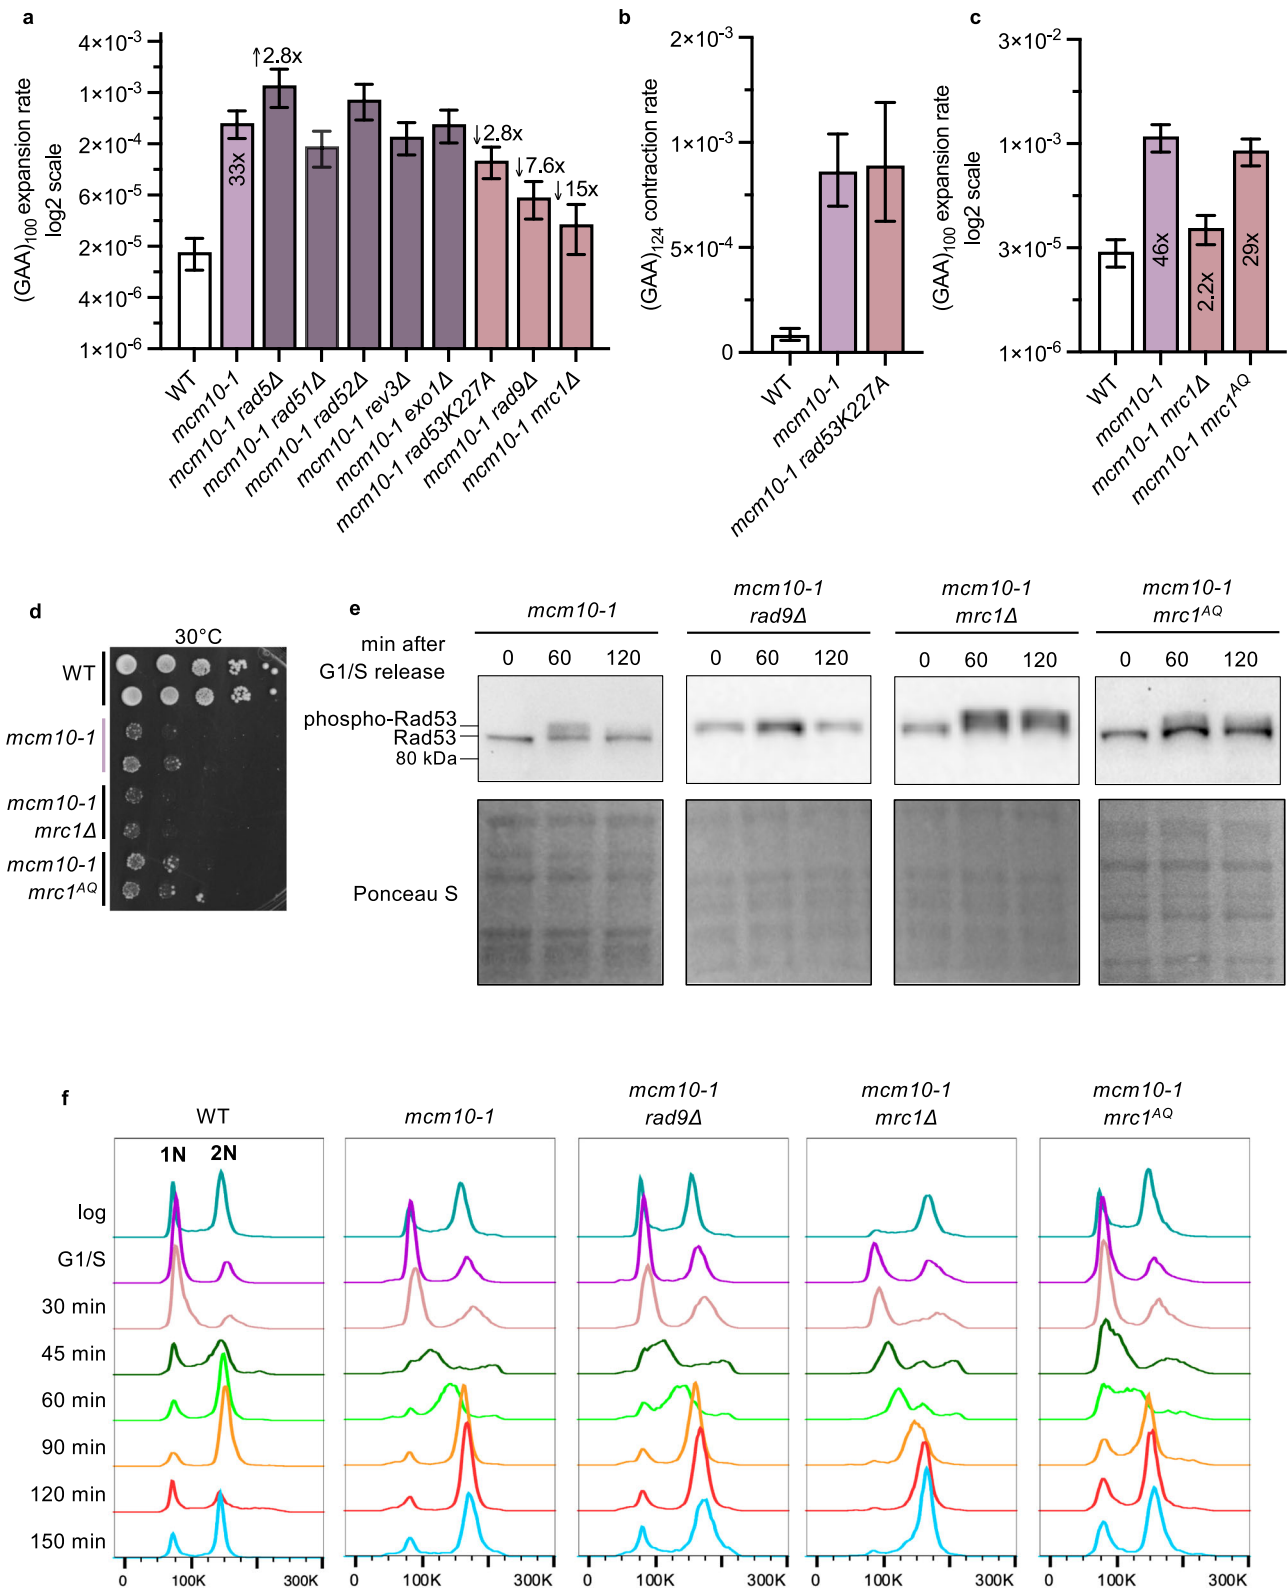 a
(GAA)100 expansion rate
log2 scale
4×10-3
1×10-3
2×10-4
6×10-5
2×10-5
4×10-6
1×10-6
33x
↑2.8x
↓2.8x
↓7.6x
↓15x
WT
mcm10-1
mcm10-1 rad5Δ
mcm10-1 rad51Δ
mcm10-1 rad52Δ
mcm10-1 rev3Δ
mcm10-1 exo1Δ
mcm10-1 rad53K227A
mcm10-1 rad9Δ
mcm10-1 mrc1Δ
b
(GAA)124 contraction rate
2×10-3
1×10-3
5×10-4
0
WT
mcm10-1
mcm10-1 rad53K227A
c
(GAA)100 expansion rate
log2 scale
3×10-2
1×10-3
3×10-5
1×10-6
46x
2.2x
29x
WT
mcm10-1
mcm10-1 mrc1Δ
mcm10-1 mrc1AQ
d
30°C
WT
mcm10-1
mcm10-1
mrc1Δ
mcm10-1
mrc1AQ
e
mcm10-1
mcm10-1
rad9Δ
mcm10-1
mrc1Δ
mcm10-1
mrc1AQ
min after
G1/S release
0 60 120
0 60 120
0 60 120
0 60 120
phospho-Rad53
Rad53
80 kDa
Ponceau S
f
WT
mcm10-1
mcm10-1
rad9Δ
mcm10-1
mrc1Δ
mcm10-1
mrc1AQ
1N 2N
log
G1/S
30 min
45 min
60 min
90 min
120 min
150 min
0 100K 300K
0 100K 300K
0 100K 300K
0 100K 300K
0 100K 300K